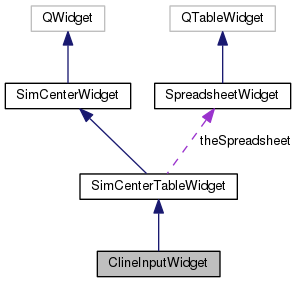 QWidget
QTableWidget
SimCenterWidget
SpreadsheetWidget
theSpreadsheet
SimCenterTableWidget
ClineInputWidget